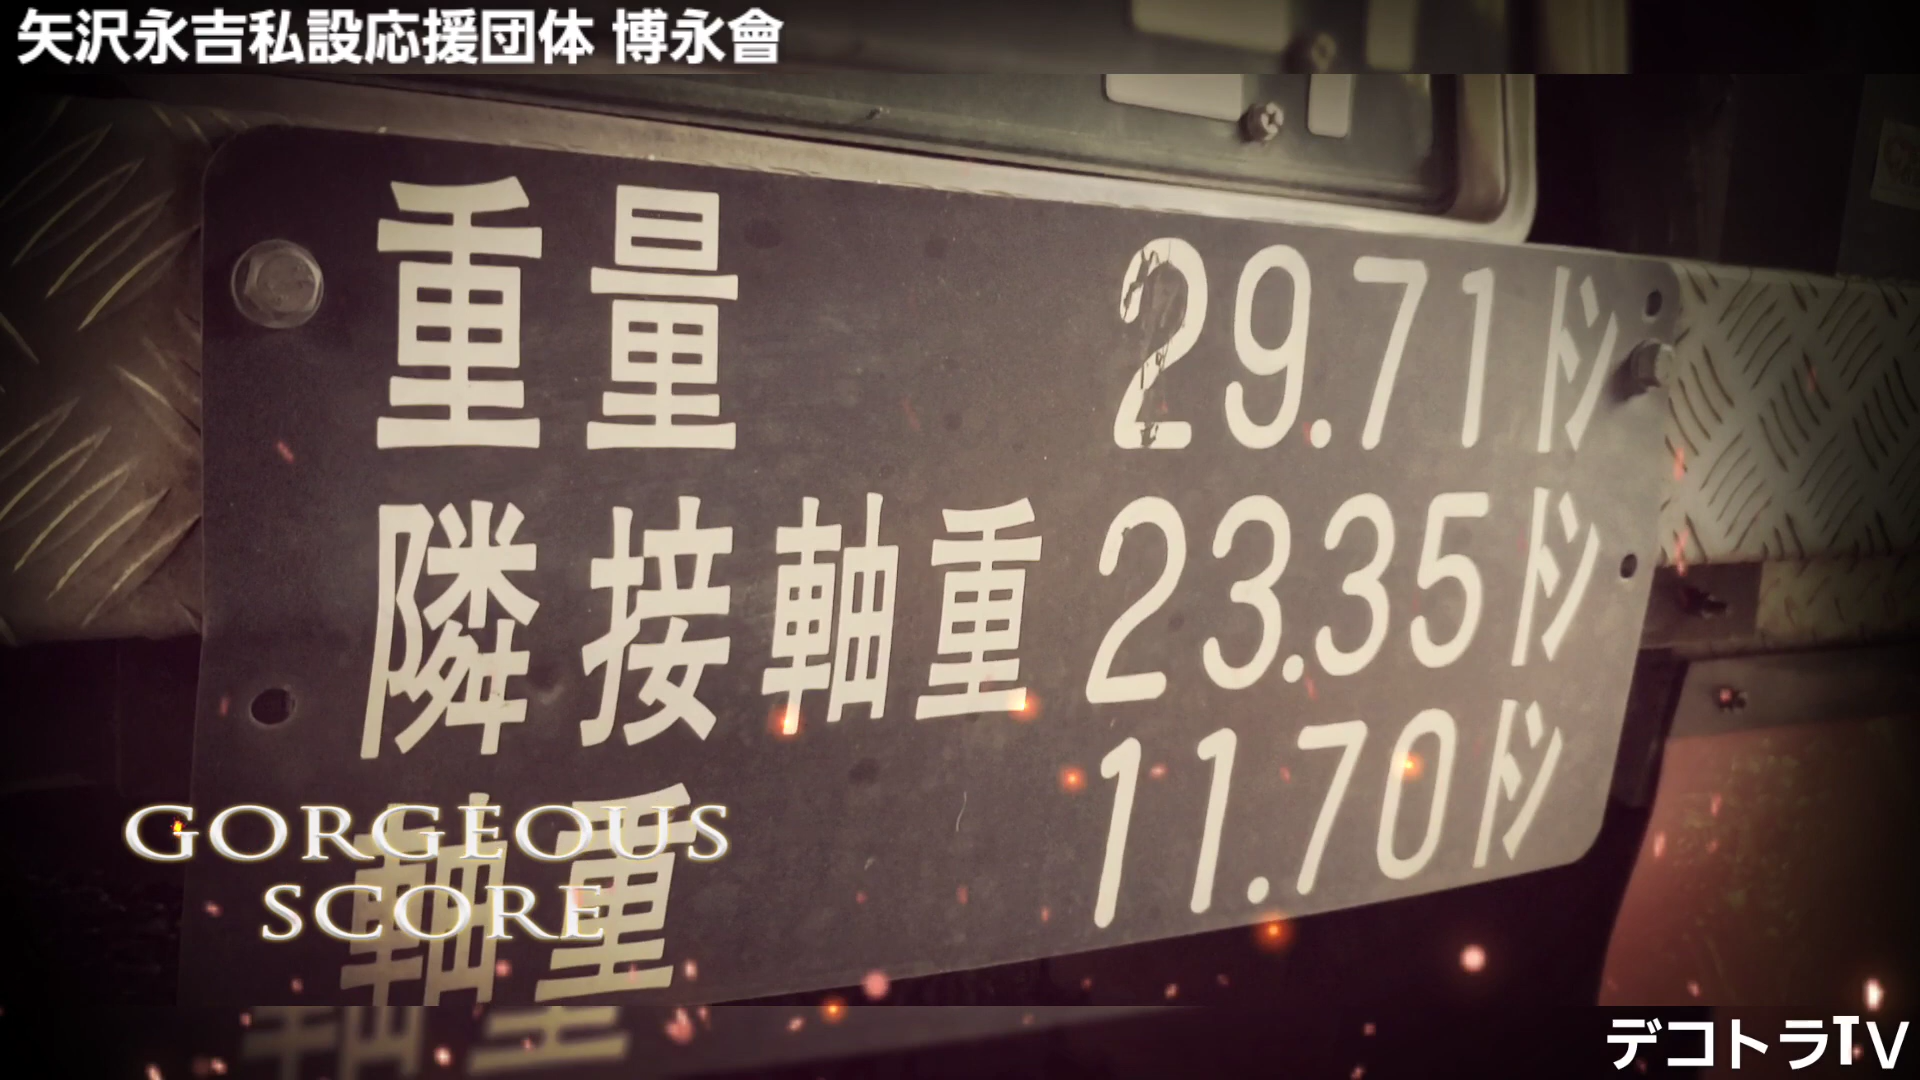 矢沢永吉私設応援団体 博永會
重量 29.71㌧
隣接軸重 23.35㌧
軸重 11.70㌧
GORGEOUS
SCORE
デコトラTV